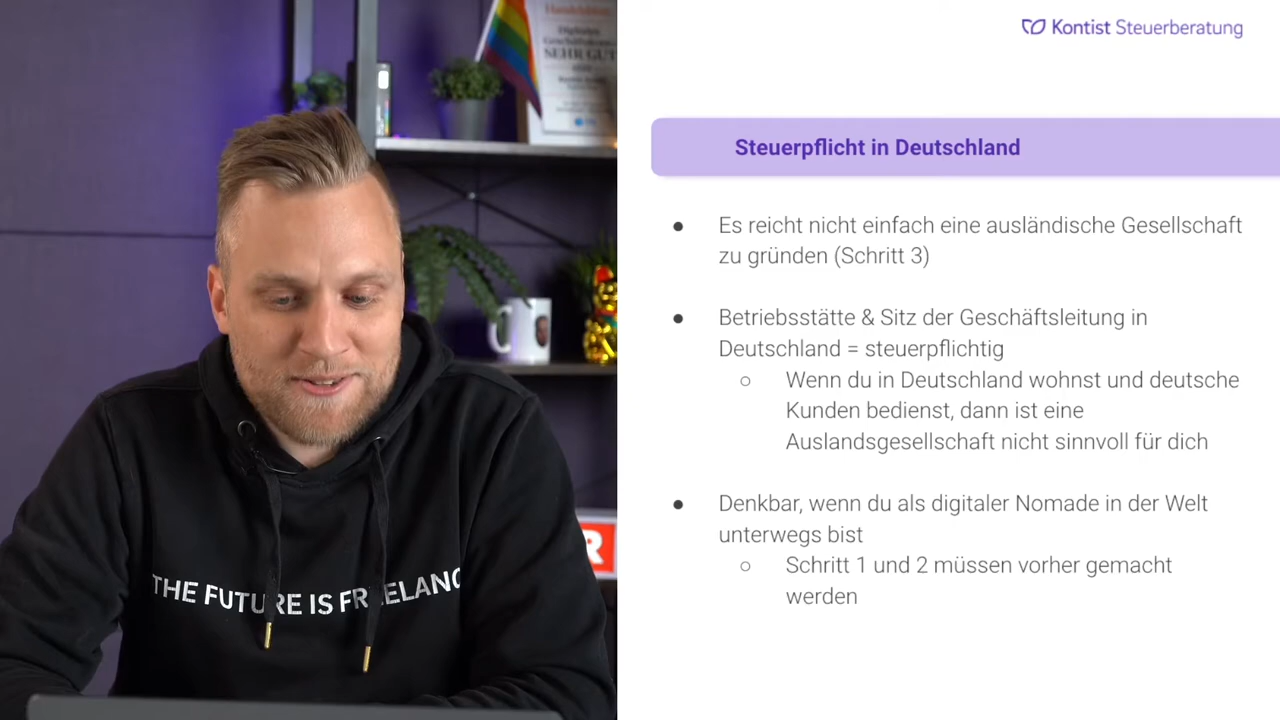 Kontist Steuerberatung
Steuerpflicht in Deutschland
Es reicht nicht einfach eine ausländische Gesellschaft
zu gründen (Schritt 3)
Betriebsstätte & Sitz der Geschäftsleitung in
Deutschland = steuerpflichtig
Wenn du in Deutschland wohnst und deutsche
Kunden bedienst, dann ist eine
Auslandsgesellschaft nicht sinnvoll für dich
Denkbar, wenn du als digitaler Nomade in der Welt
unterwegs bist
Schritt 1 und 2 müssen vorher gemacht
werden
SEHR GUT
THE FUTURE IS FREELANC
R